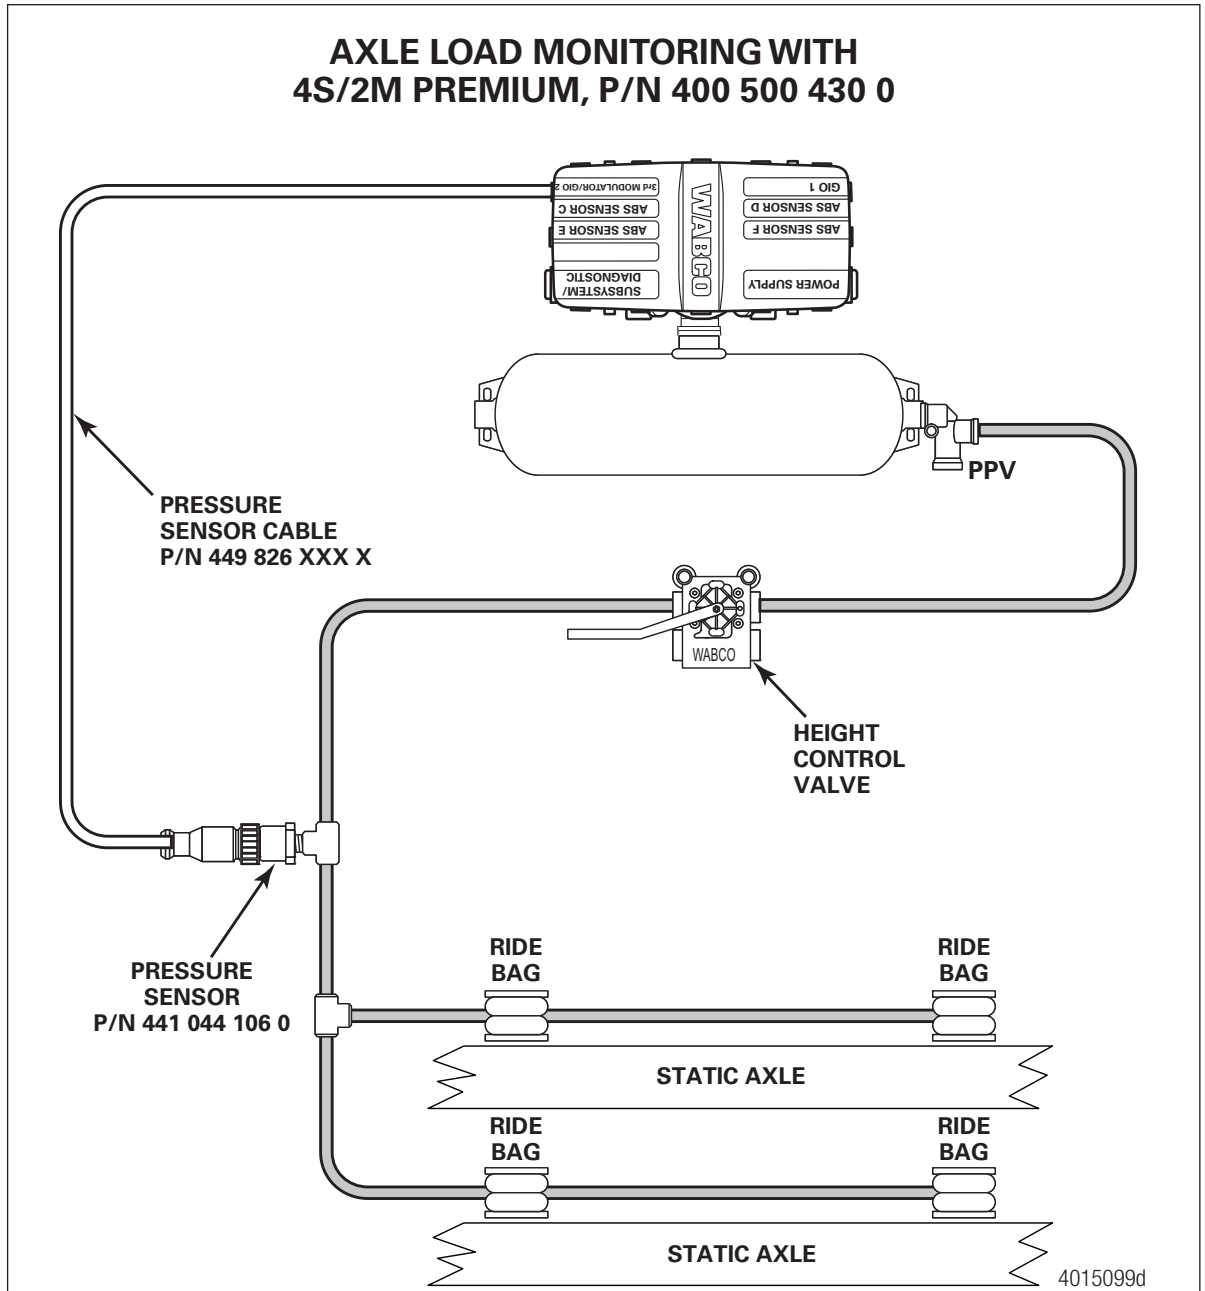 AXLE LOAD MONITORING WITH
4S/2M PREMIUM, P/N 400 500 430 0
3rd MODULATOR/GIO 2
ABS SENSOR C
ABS SENSOR E
SUBSYSTEM/
DIAGNOSTIC
WABCO
GIO 1
ABS SENSOR D
ABS SENSOR F
POWER SUPPLY
PPV
PRESSURE
SENSOR CABLE
P/N 449 826 XXX X
WABCO
HEIGHT
CONTROL
VALVE
PRESSURE
SENSOR
P/N 441 044 106 0
RIDE
BAG
RIDE
BAG
STATIC AXLE
RIDE
BAG
RIDE
BAG
STATIC AXLE
4015099d